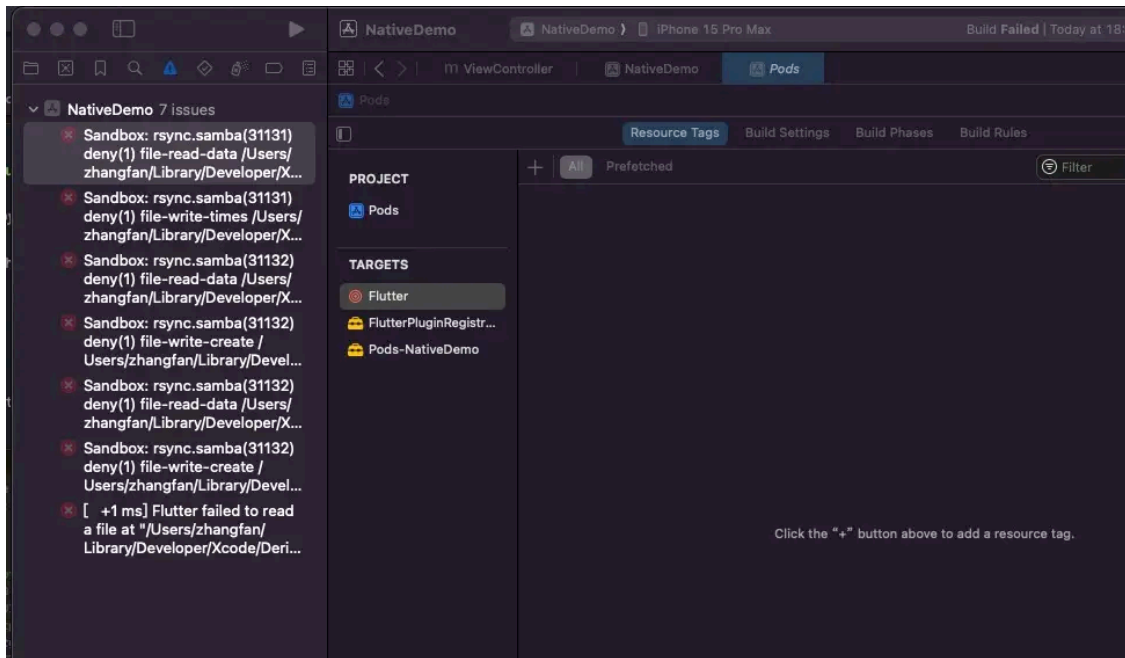 NativeDemo
NativeDemo ⟩ iPhone 15 Pro Max
Build Failed | Today at 18:
m ViewController
NativeDemo
Pods
NativeDemo 7 issues
Pods
Sandbox: rsync.samba(31131)
deny(1) file-read-data /Users/
zhangfan/Library/Developer/X...
Sandbox: rsync.samba(31131)
deny(1) file-write-times /Users/
zhangfan/Library/Developer/X...
Sandbox: rsync.samba(31132)
deny(1) file-read-data /Users/
zhangfan/Library/Developer/X...
Sandbox: rsync.samba(31132)
deny(1) file-write-create /
Users/zhangfan/Library/Devel...
Sandbox: rsync.samba(31132)
deny(1) file-read-data /Users/
zhangfan/Library/Developer/X...
Sandbox: rsync.samba(31132)
deny(1) file-write-create /
Users/zhangfan/Library/Devel...
[ +1 ms] Flutter failed to read
a file at "/Users/zhangfan/
Library/Developer/Xcode/Deri...
Resource Tags
Build Settings
Build Phases
Build Rules
All
Prefetched
Filter
PROJECT
Pods
TARGETS
Flutter
FlutterPluginRegistr...
Pods-NativeDemo
Click the “+” button above to add a resource tag.